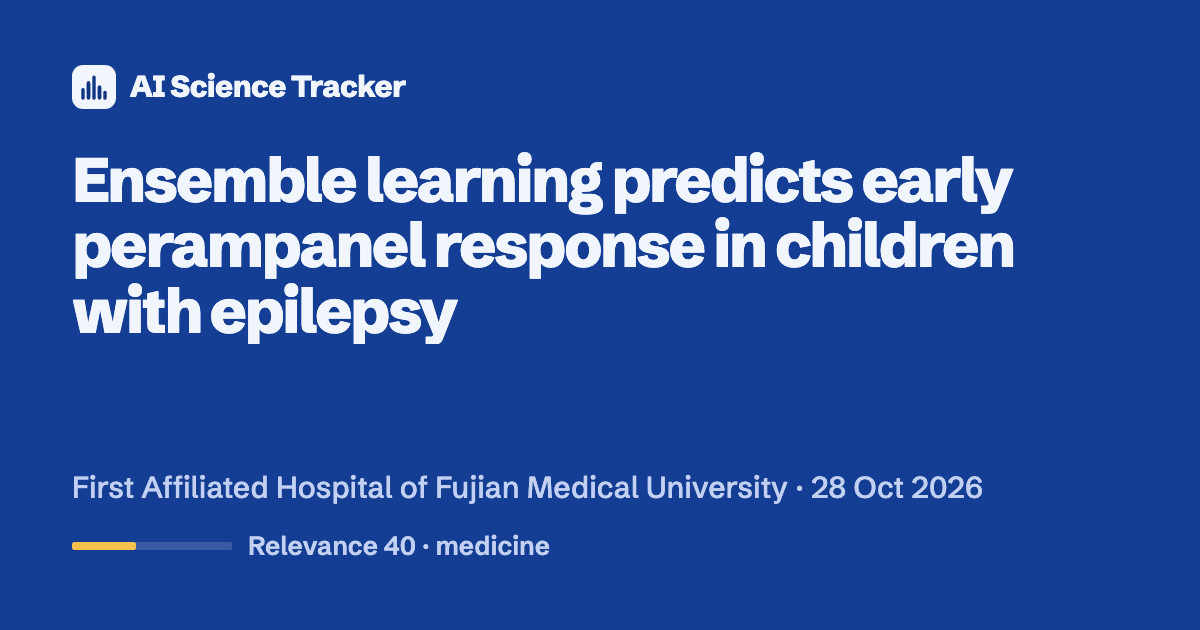 AI Science Tracker
Ensemble learning predicts early
perampanel response in children
with epilepsy
First Affiliated Hospital of Fujian Medical University · 28 Oct 2026
Relevance 40 · medicine